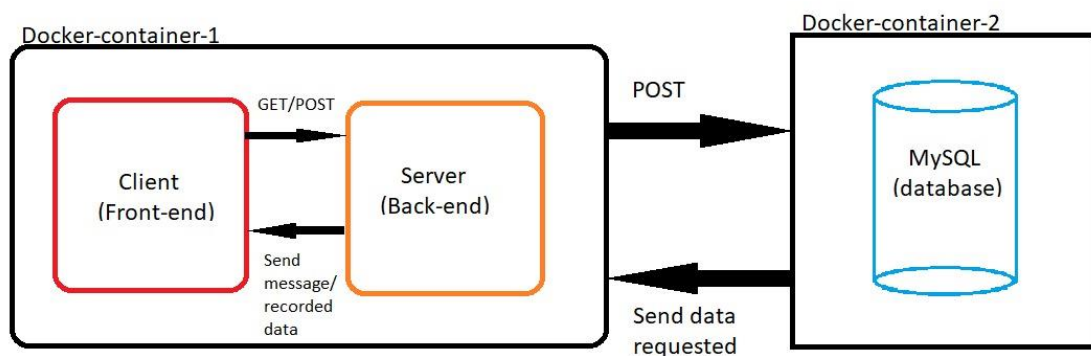 Docker-container-1
GET/POST
Client
(Front-end)
Server
(Back-end)
Send
message/
recorded
data
POST
Send data
requested
Docker-container-2
MySQL
(database)